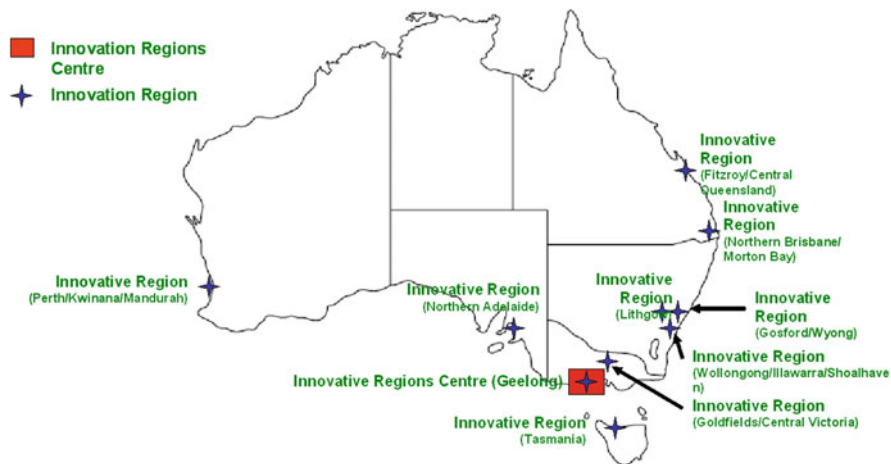 Innovation Regions
Centre
Innovation Region
Innovative
Region
(Fitzroy/Central
Queensland)
Innovative
Region
(Northern Brisbane/
Morton Bay)
Innovative Region
(Perth/Kwinana/Mandurah)
Innovative Region
(Northern Adelaide)
Innovative
Region
(Lithgow)
Innovative
Region
(Gosford/Wyong)
Innovative Region
(Wollongong/Illawarra/Shoalhave
n)
Innovative Regions Centre (Geelong)
Innovative Region
(Goldfields/Central Victoria)
Innovative Region
(Tasmania)